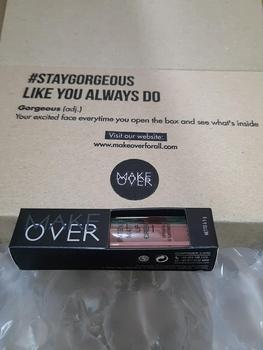 #STAYGORGEOUS
LIKE YOU ALWAYS DO
Gorgeous (adj.)
Your excited face everytime you open the box and see what's inside
Visit our website:
www.makeoverforall.com
MAKE
OVER
MAKE
OVER